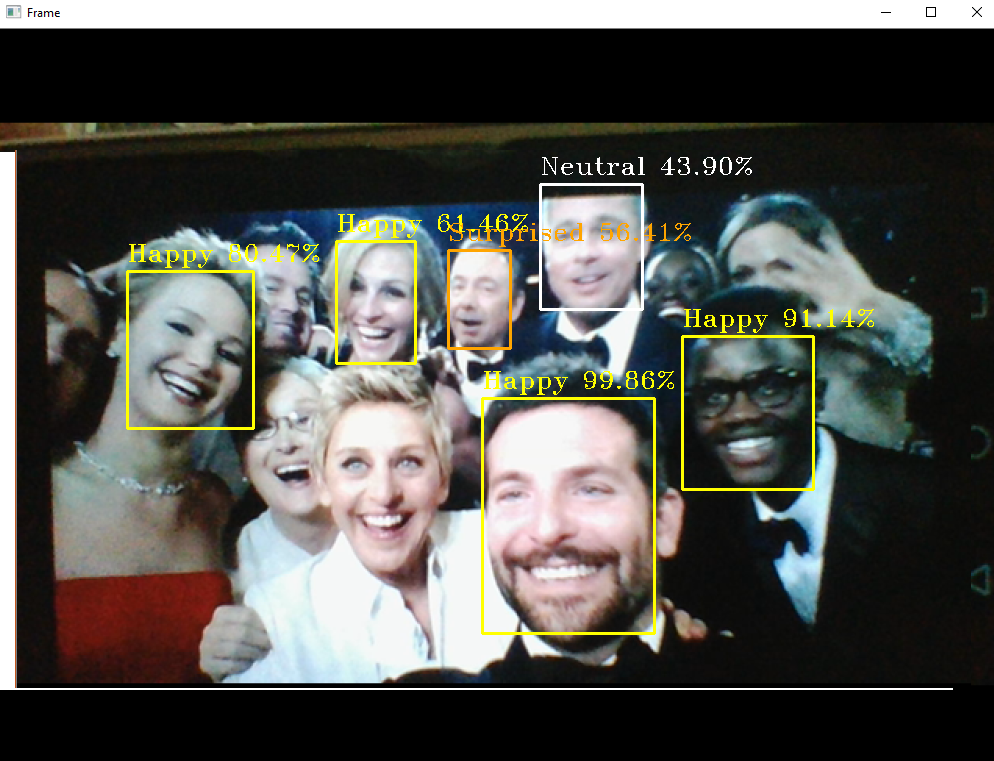 Frame
Neutral 43.90%
Happy 61.46%
Surprised 56.41%
Happy 80.47%
Happy 91.14%
Happy 99.86%